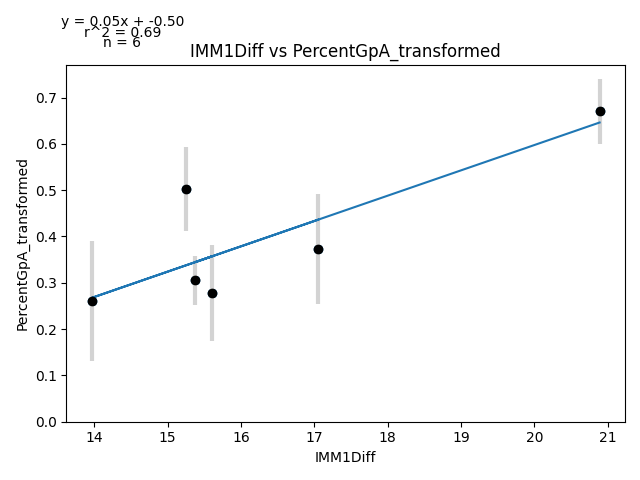 y = 0.05x + -0.50
r^2 = 0.69
n = 6
IMM1Diff vs PercentGpA_transformed
PercentGpA_transformed
0.7
0.6
0.5
0.4
0.3
0.2
0.1
0.0
14 15 16 17 18 19 20 21
IMM1Diff